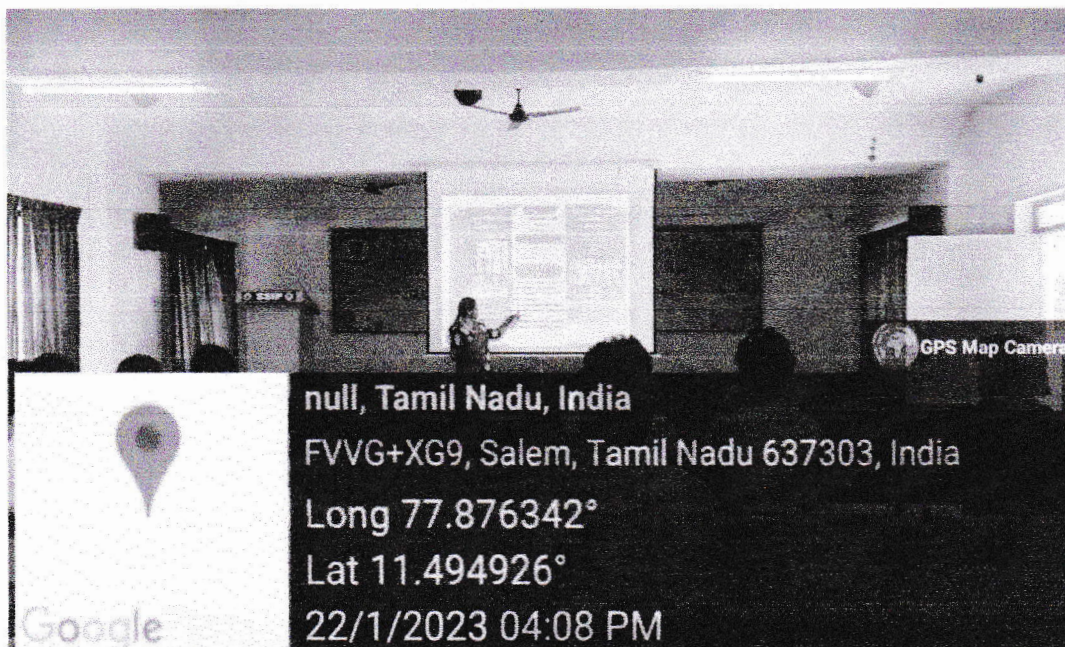 SSIP
GPS Map Camera
null, Tamil Nadu, India
FVVG+XG9, Salem, Tamil Nadu 637303, India
Long 77.876342°
Lat 11.494926°
22/1/2023 04:08 PM
Google